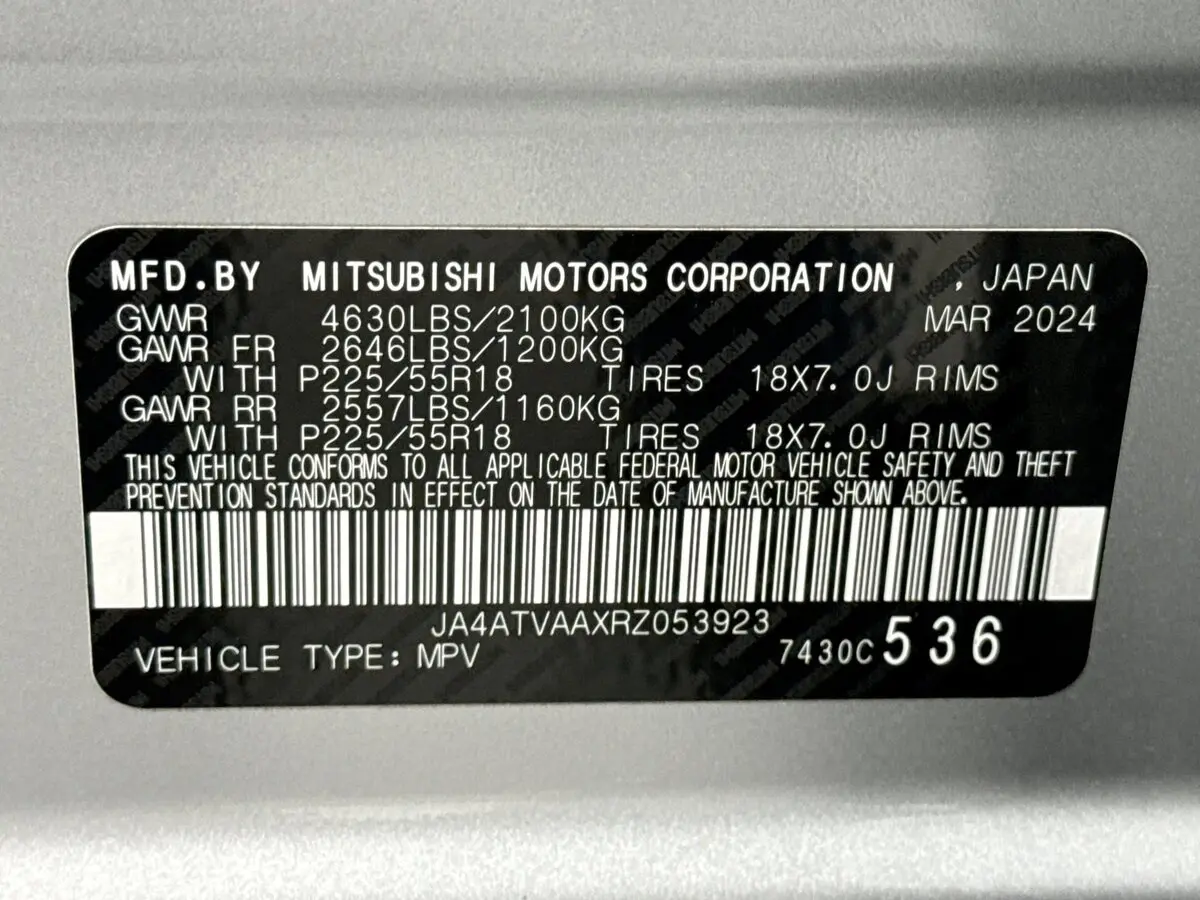 MFD.BY MITSUBISHI MOTORS CORPORATION , JAPAN
GVWR 4630LBS/2100KG MAR 2024
GAWR FR 2646LBS/1200KG
WITH P225/55R18 TIRES 18X7.0J RIMS
GAWR RR 2557LBS/1160KG
WITH P225/55R18 TIRES 18X7.0J RIMS
THIS VEHICLE CONFORMS TO ALL APPLICABLE FEDERAL MOTOR VEHICLE SAFETY AND THEFT
PREVENTION STANDARDS IN EFFECT ON THE DATE OF MANUFACTURE SHOWN ABOVE.
JA4ATVAAXRZ053923
VEHICLE TYPE: MPV 7430C 536